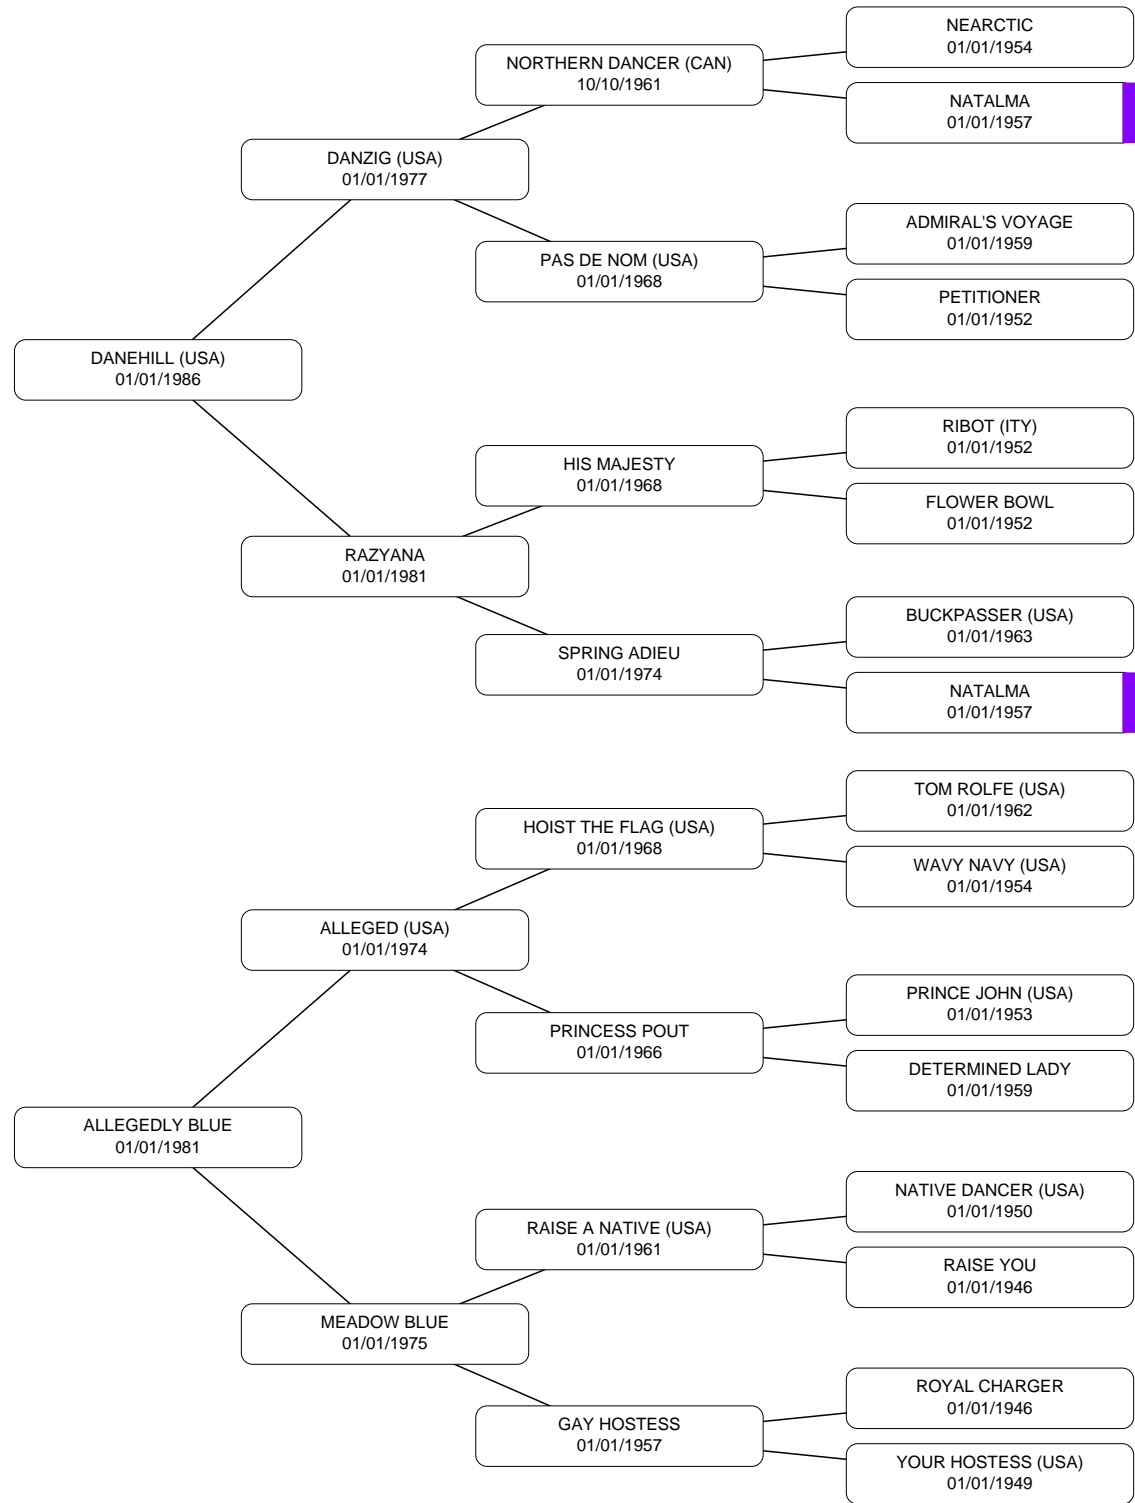 NEARCTIC
01/01/1954
NORTHERN DANCER (CAN)
10/10/1961
NATALMA
01/01/1957
DANZIG (USA)
01/01/1977
ADMIRAL'S VOYAGE
01/01/1959
PAS DE NOM (USA)
01/01/1968
PETITIONER
01/01/1952
DANEHILL (USA)
01/01/1986
RIBOT (ITY)
01/01/1952
HIS MAJESTY
01/01/1968
FLOWER BOWL
01/01/1952
RAZYANA
01/01/1981
BUCKPASSER (USA)
01/01/1963
SPRING ADIEU
01/01/1974
NATALMA
01/01/1957
TOM ROLFE (USA)
01/01/1962
HOIST THE FLAG (USA)
01/01/1968
WAVY NAVY (USA)
01/01/1954
ALLEGED (USA)
01/01/1974
PRINCE JOHN (USA)
01/01/1953
PRINCESS POUT
01/01/1966
DETERMINED LADY
01/01/1959
ALLEGEDLY BLUE
01/01/1981
NATIVE DANCER (USA)
01/01/1950
RAISE A NATIVE (USA)
01/01/1961
RAISE YOU
01/01/1946
MEADOW BLUE
01/01/1975
ROYAL CHARGER
01/01/1946
GAY HOSTESS
01/01/1957
YOUR HOSTESS (USA)
01/01/1949